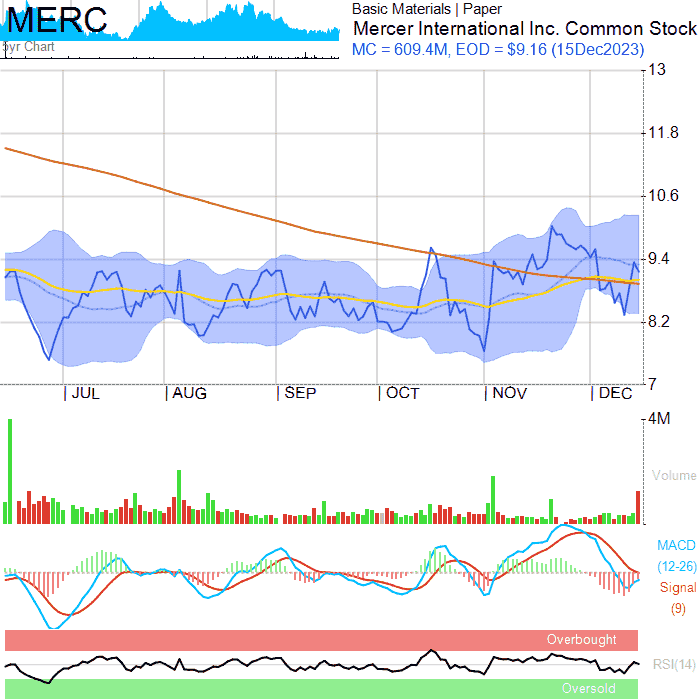 MERC
5yr Chart
Basic Materials | Paper
Mercer International Inc. Common Stock
MC = 609.4M, EOD = $9.16 (15Dec2023)
13
11.8
10.6
9.4
8.2
7
JUL
AUG
SEP
OCT
NOV
DEC
4M
Volume
MACD
(12-26)
Signal
(9)
Overbought
RSI(14)
Oversold